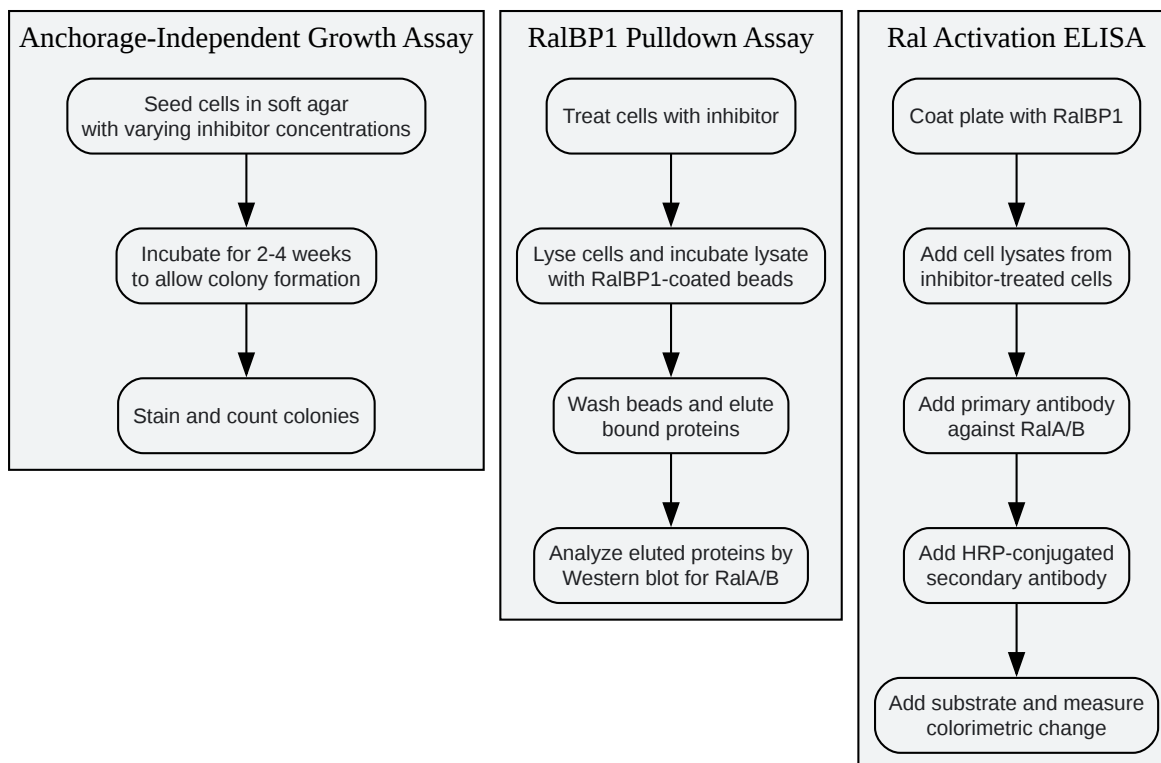 Anchorage-Independent Growth Assay
Seed cells in soft agar
with varying inhibitor concentrations
Incubate for 2-4 weeks
to allow colony formation
Stain and count colonies
RalBP1 Pulldown Assay
Treat cells with inhibitor
Lyse cells and incubate lysate
with RalBP1-coated beads
Wash beads and elute
bound proteins
Analyze eluted proteins by
Western blot for RalA/B
Ral Activation ELISA
Coat plate with RalBP1
Add cell lysates from
inhibitor-treated cells
Add primary antibody
against RalA/B
Add HRP-conjugated
secondary antibody
Add substrate and measure
colorimetric change